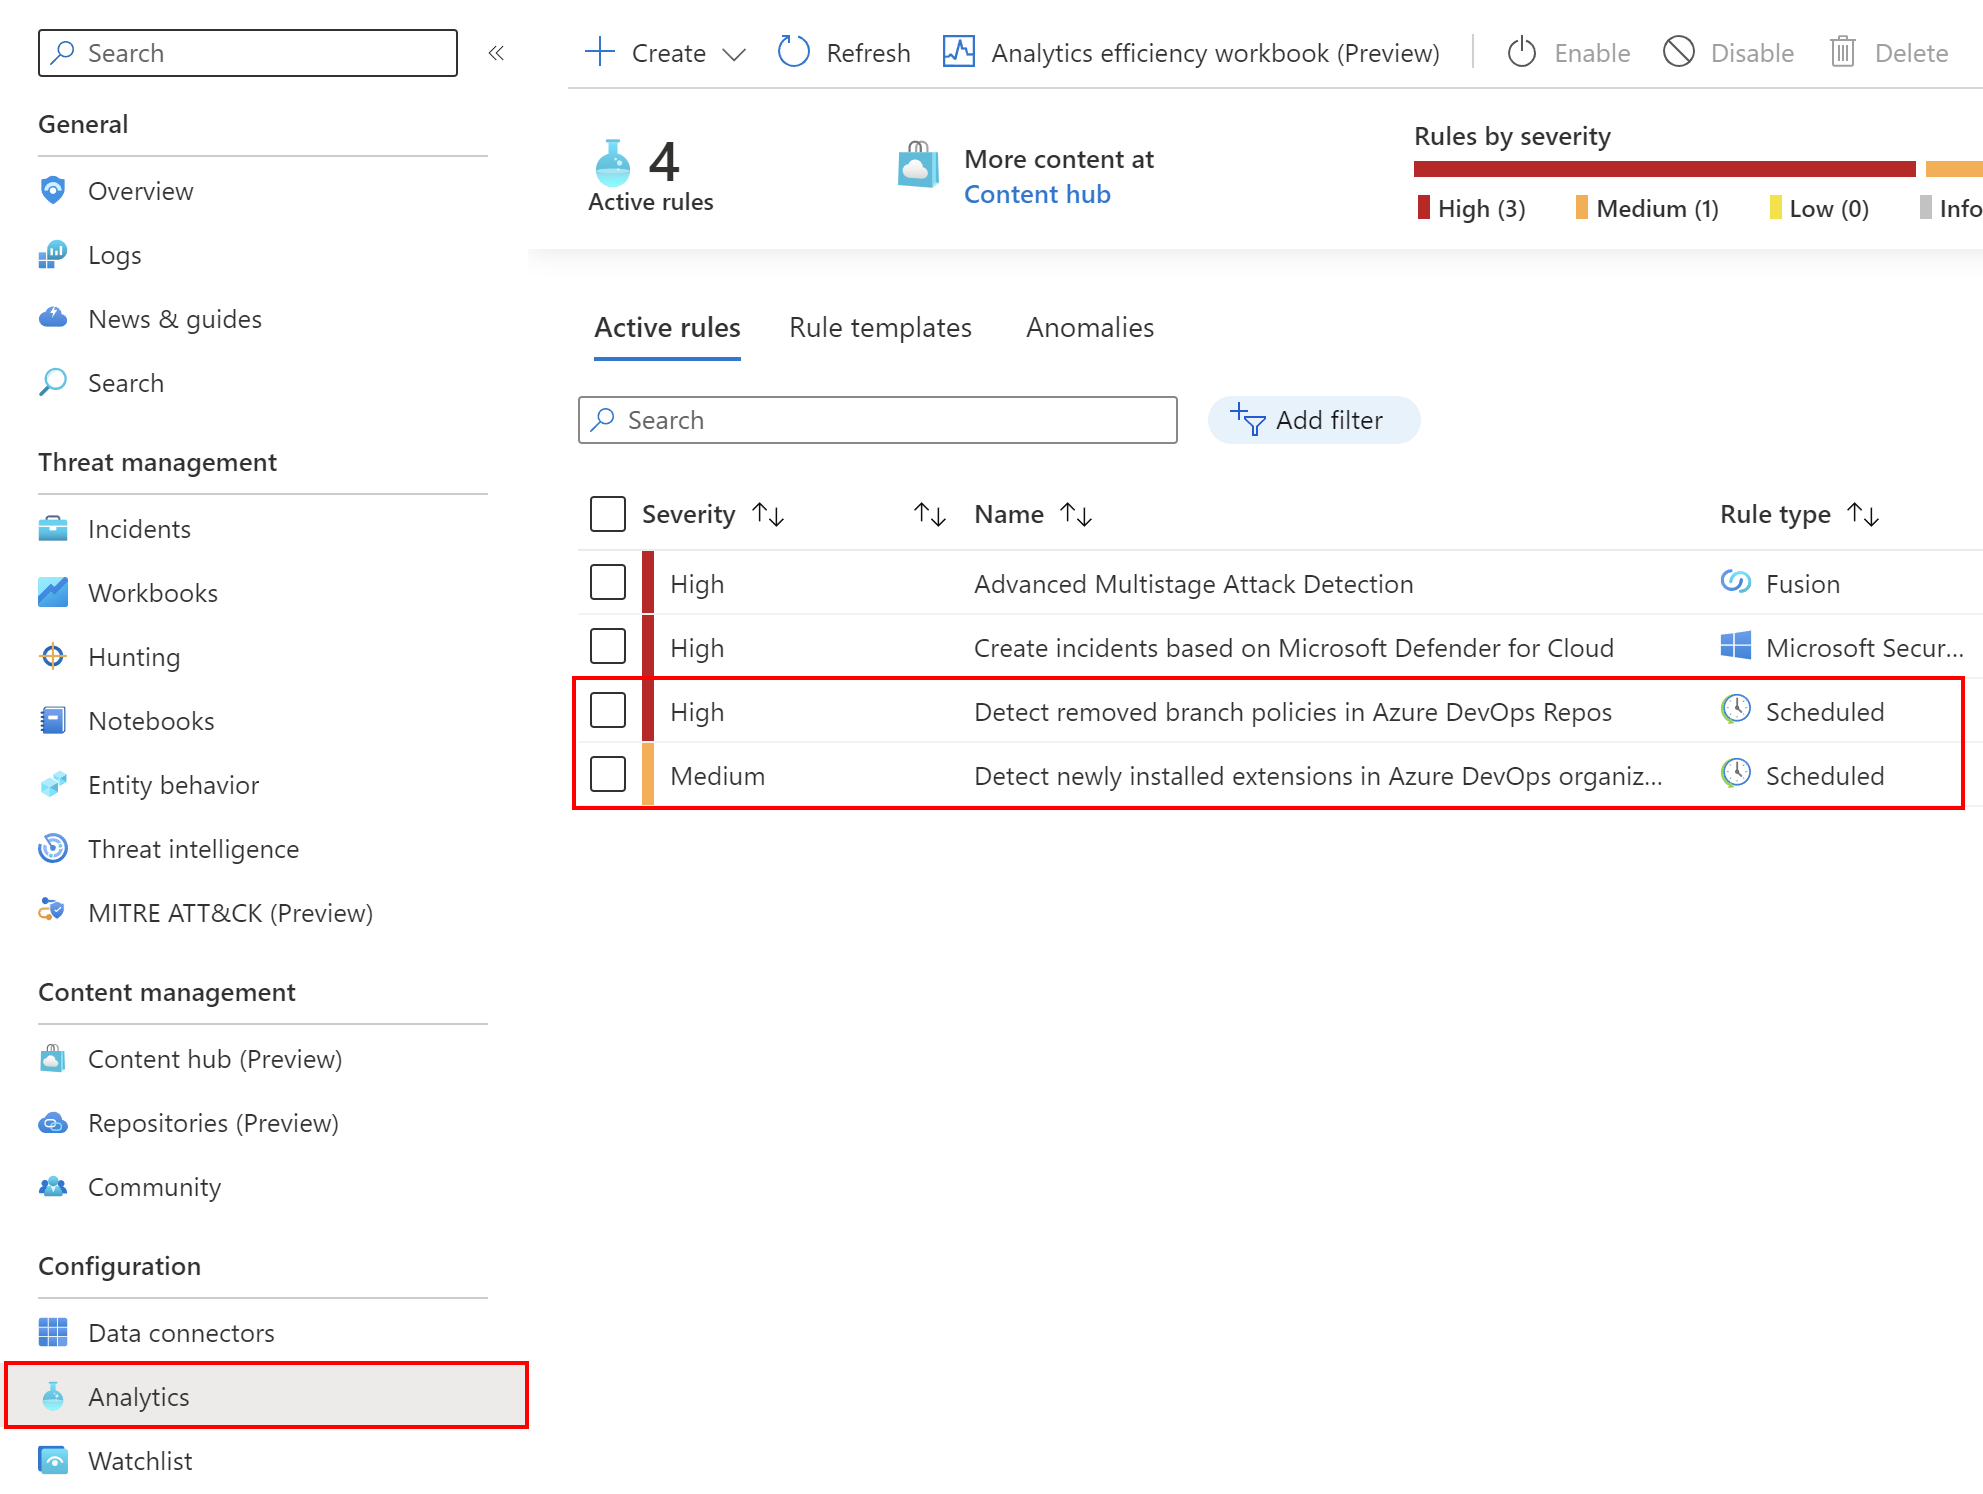 Search
«
General
Overview
Logs
News & guides
Search
Threat management
Incidents
Workbooks
Hunting
Notebooks
Entity behavior
Threat intelligence
MITRE ATT&CK (Preview)
Content management
Content hub (Preview)
Repositories (Preview)
Community
Configuration
Data connectors
Analytics
Watchlist
Create Refresh Analytics efficiency workbook (Preview) Enable Disable Delete
4
Active rules
More content at
Content hub
Rules by severity
High (3) Medium (1) Low (0) Info
Active rules Rule templates Anomalies
Search Add filter
Severity Name Rule type
High Advanced Multistage Attack Detection Fusion
High Create incidents based on Microsoft Defender for Cloud Microsoft Secur...
High Detect removed branch policies in Azure DevOps Repos Scheduled
Medium Detect newly installed extensions in Azure DevOps organiz... Scheduled